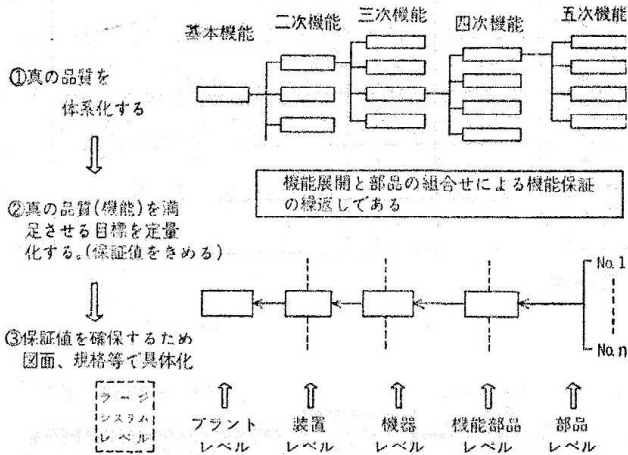 基本機能
二次機能
三次機能
四次機能
五次機能
①真の品質を
体系化する
機能展開と部品の組合せによる機能保証
の繰返しである
②真の品質(機能)を満
足させる目標を定量
化する。(保証値をきめる)
No.1
No.n
③保証値を確保するため
図面、規格等で具体化
ラージ
システム
レベル
プラント
レベル
装置
レベル
機器
レベル
機能部品
レベル
部品
レベル